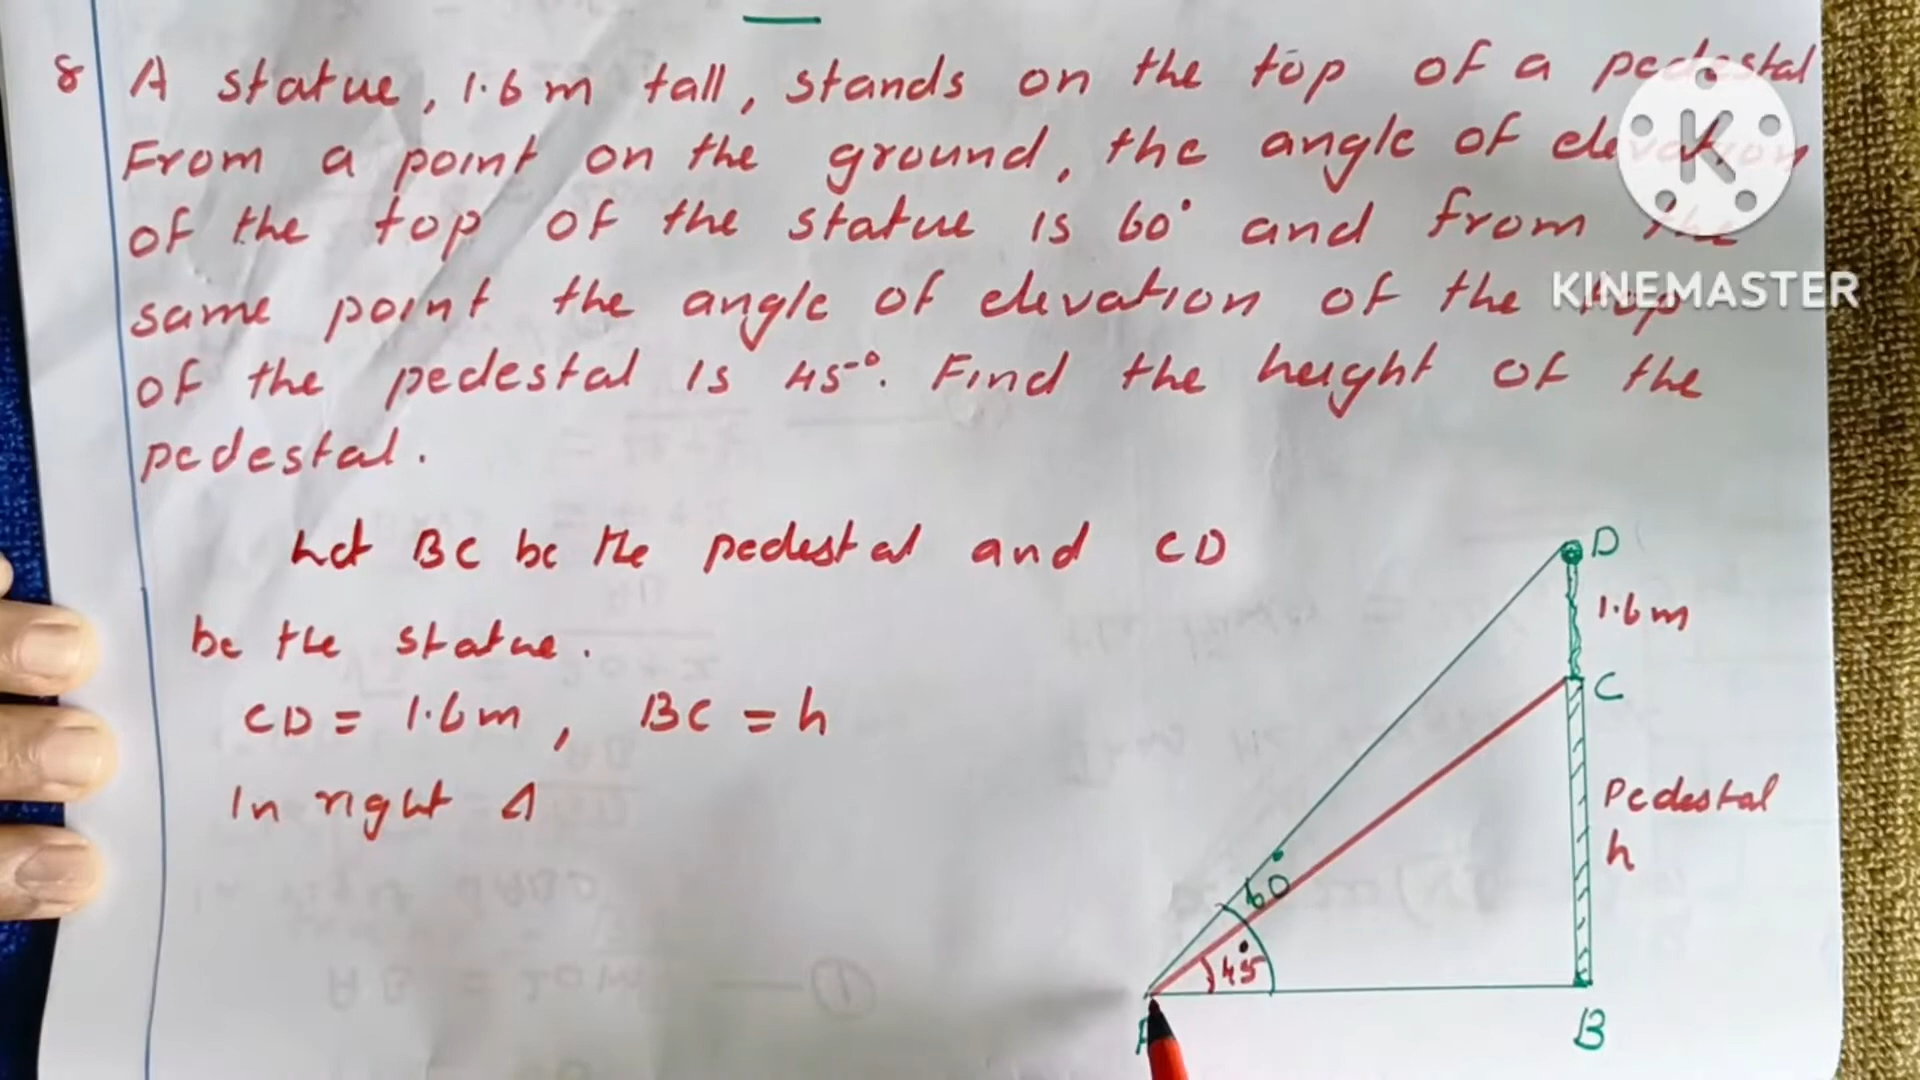 8 A statue, 1.6m tall, stands on the top of a pedestal
From a point on the ground, the angle of elevation
of the top of the statue is 60° and from the
same point the angle of elevation of the top
of the pedestal is 45°. Find the height of the
pedestal.
Let BC be the pedestal and CD
be the statue.
CD = 1.6m, BC = h
In right Δ
D
1.6m
C
Pedestal
h
60
45°
B
K
KINEMASTER